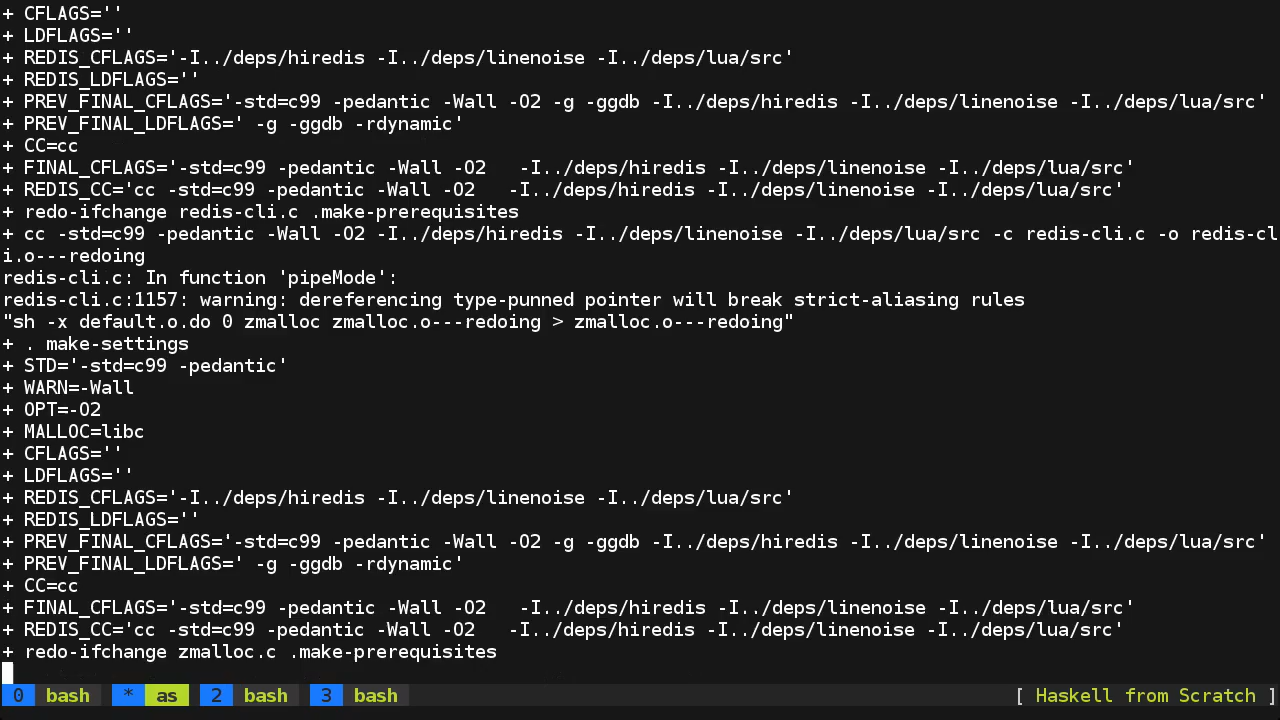 + CFLAGS=''
+ LDFLAGS=''
+ REDIS_CFLAGS='-I../deps/hiredis -I../deps/linenoise -I../deps/lua/src'
+ REDIS_LDFLAGS=''
+ PREV_FINAL_CFLAGS='-std=c99 -pedantic -Wall -O2 -g -ggdb -I../deps/hiredis -I../deps/linenoise -I../deps/lua/src'
+ PREV_FINAL_LDFLAGS=' -g -ggdb -rdynamic'
+ CC=cc
+ FINAL_CFLAGS='-std=c99 -pedantic -Wall -O2   -I../deps/hiredis -I../deps/linenoise -I../deps/lua/src'
+ REDIS_CC='cc -std=c99 -pedantic -Wall -O2   -I../deps/hiredis -I../deps/linenoise -I../deps/lua/src'
+ redo-ifchange redis-cli.c .make-prerequisites
+ cc -std=c99 -pedantic -Wall -O2 -I../deps/hiredis -I../deps/linenoise -I../deps/lua/src -c redis-cli.c -o redis-cl
i.o---redoing
redis-cli.c: In function 'pipeMode':
redis-cli.c:1157: warning: dereferencing type-punned pointer will break strict-aliasing rules
"sh -x default.o.do 0 zmalloc zmalloc.o---redoing > zmalloc.o---redoing"
+ . make-settings
+ STD='-std=c99 -pedantic'
+ WARN=-Wall
+ OPT=-O2
+ MALLOC=libc
+ CFLAGS=''
+ LDFLAGS=''
+ REDIS_CFLAGS='-I../deps/hiredis -I../deps/linenoise -I../deps/lua/src'
+ REDIS_LDFLAGS=''
+ PREV_FINAL_CFLAGS='-std=c99 -pedantic -Wall -O2 -g -ggdb -I../deps/hiredis -I../deps/linenoise -I../deps/lua/src'
+ PREV_FINAL_LDFLAGS=' -g -ggdb -rdynamic'
+ CC=cc
+ FINAL_CFLAGS='-std=c99 -pedantic -Wall -O2   -I../deps/hiredis -I../deps/linenoise -I../deps/lua/src'
+ REDIS_CC='cc -std=c99 -pedantic -Wall -O2   -I../deps/hiredis -I../deps/linenoise -I../deps/lua/src'
+ redo-ifchange zmalloc.c .make-prerequisites
0 bash * as 2 bash 3 bash [ Haskell from Scratch ]